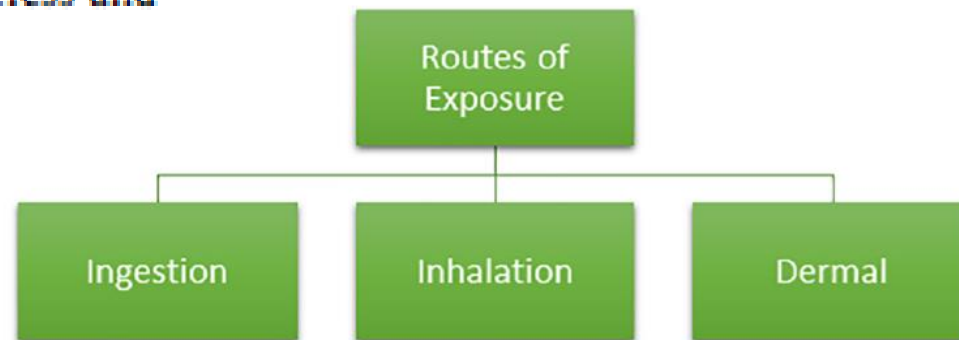 Routes of
Exposure
Ingestion
Inhalation
Dermal